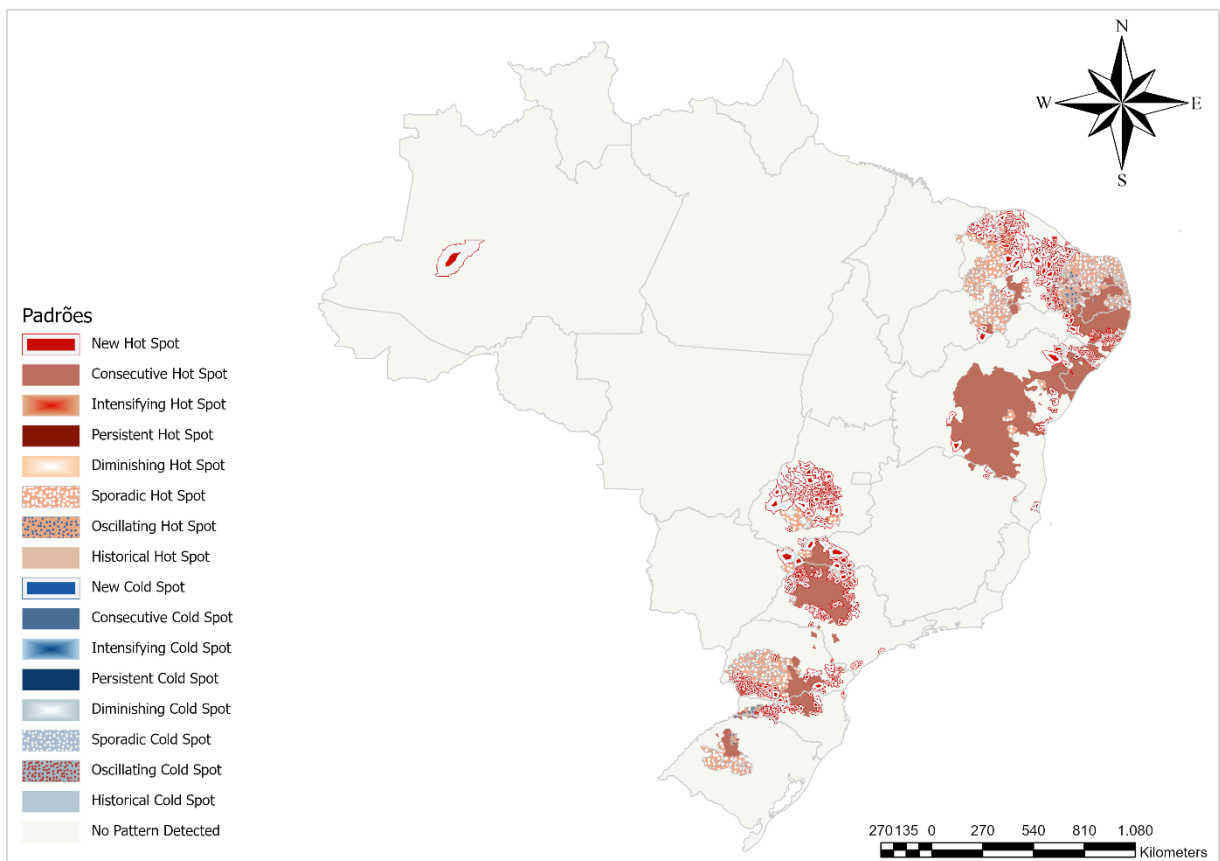 N
W
E
S
Padrões
New Hot Spot
Consecutive Hot Spot
Intensifying Hot Spot
Persistent Hot Spot
Diminishing Hot Spot
Sporadic Hot Spot
Oscillating Hot Spot
Historical Hot Spot
New Cold Spot
Consecutive Cold Spot
Intensifying Cold Spot
Persistent Cold Spot
Diminishing Cold Spot
Sporadic Cold Spot
Oscillating Cold Spot
Historical Cold Spot
No Pattern Detected
270 135 0 270 540 810 1.080
Kilometers